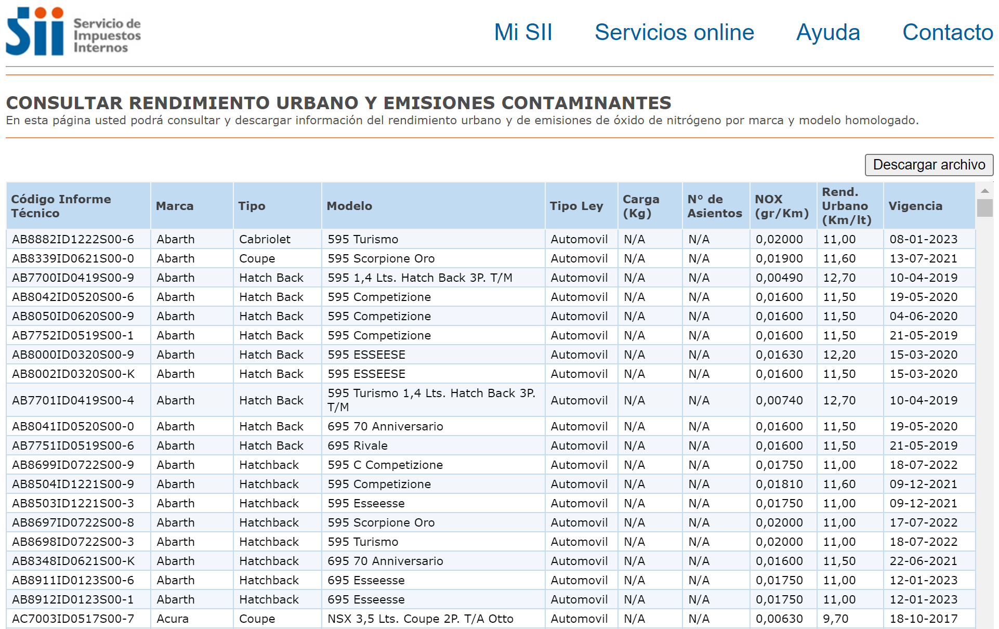 Sii Servicio de
Impuestos
Internos
Mi SII Servicios online Ayuda Contacto
CONSULTAR RENDIMIENTO URBANO Y EMISIONES CONTAMINANTES
En esta página usted podrá consultar y descargar información del rendimiento urbano y de emisiones de óxido de nitrógeno por marca y modelo homologado.
Descargar archivo
Código Informe Técnico Marca Tipo Modelo Tipo Ley Carga (Kg) N° de Asientos NOX (gr/Km) Rend. Urbano (Km/lt) Vigencia
AB8882ID1222S00-6 Abarth Cabriolet 595 Turismo Automovil N/A N/A 0,02000 11,00 08-01-2023
AB8339ID0621S00-0 Abarth Coupe 595 Scorpione Oro Automovil N/A N/A 0,01900 11,60 13-07-2021
AB7700ID0419S00-9 Abarth Hatch Back 595 1,4 Lts. Hatch Back 3P. T/M Automovil N/A N/A 0,00490 12,70 10-04-2019
AB8042ID0520S00-6 Abarth Hatch Back 595 Competizione Automovil N/A N/A 0,01600 11,50 19-05-2020
AB8050ID0620S00-9 Abarth Hatch Back 595 Competizione Automovil N/A N/A 0,01600 11,50 04-06-2020
AB7752ID0519S00-1 Abarth Hatch Back 595 Competizione Automovil N/A N/A 0,01600 11,50 21-05-2019
AB8000ID0320S00-9 Abarth Hatch Back 595 ESSEESE Automovil N/A N/A 0,01630 12,20 15-03-2020
AB8002ID0320S00-K Abarth Hatch Back 595 ESSEESE Automovil N/A N/A 0,01600 11,50 15-03-2020
AB7701ID0419S00-4 Abarth Hatch Back 595 Turismo 1,4 Lts. Hatch Back 3P. T/M Automovil N/A N/A 0,00740 12,70 10-04-2019
AB8041ID0520S00-0 Abarth Hatch Back 695 70 Anniversario Automovil N/A N/A 0,01600 11,50 19-05-2020
AB7751ID0519S00-6 Abarth Hatch Back 695 Rivale Automovil N/A N/A 0,01600 11,50 21-05-2019
AB8699ID0722S00-9 Abarth Hatchback 595 C Competizione Automovil N/A N/A 0,01750 11,00 18-07-2022
AB8504ID1221S00-9 Abarth Hatchback 595 Competizione Automovil N/A N/A 0,01810 11,60 09-12-2021
AB8503ID1221S00-3 Abarth Hatchback 595 Esseesse Automovil N/A N/A 0,01750 11,00 09-12-2021
AB8697ID0722S00-8 Abarth Hatchback 595 Scorpione Oro Automovil N/A N/A 0,02000 11,00 17-07-2022
AB8698ID0722S00-3 Abarth Hatchback 595 Turismo Automovil N/A N/A 0,02000 11,00 18-07-2022
AB8348ID0621S00-K Abarth Hatchback 695 70 Anniversario Automovil N/A N/A 0,01600 11,50 22-06-2021
AB8911ID0123S00-6 Abarth Hatchback 695 Esseesse Automovil N/A N/A 0,01750 11,00 12-01-2023
AB8912ID0123S00-1 Abarth Hatchback 695 Esseesse Automovil N/A N/A 0,01750 11,00 12-01-2023
AC7003ID0517S00-7 Acura Coupe NSX 3,5 Lts. Coupe 2P. T/A Otto Automovil N/A N/A 0,00630 9,70 18-10-2017